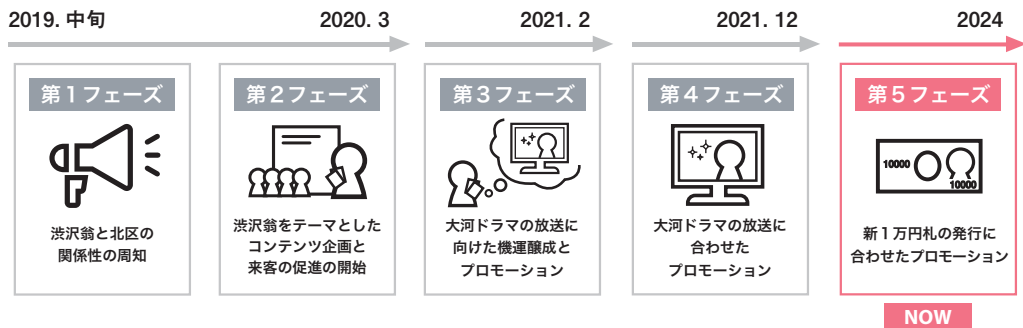 2019. 中旬
2020. 3
2021. 2
2021. 12
2024
第1フェーズ
渋沢翁と北区の
関係性の周知
第2フェーズ
渋沢翁をテーマとした
コンテンツ企画と
来客の促進の開始
第3フェーズ
大河ドラマの放送に
向けた機運醸成と
プロモーション
第4フェーズ
大河ドラマの放送に
合わせた
プロモーション
第5フェーズ
10000
10000
新1万円札の発行に
合わせたプロモーション
NOW